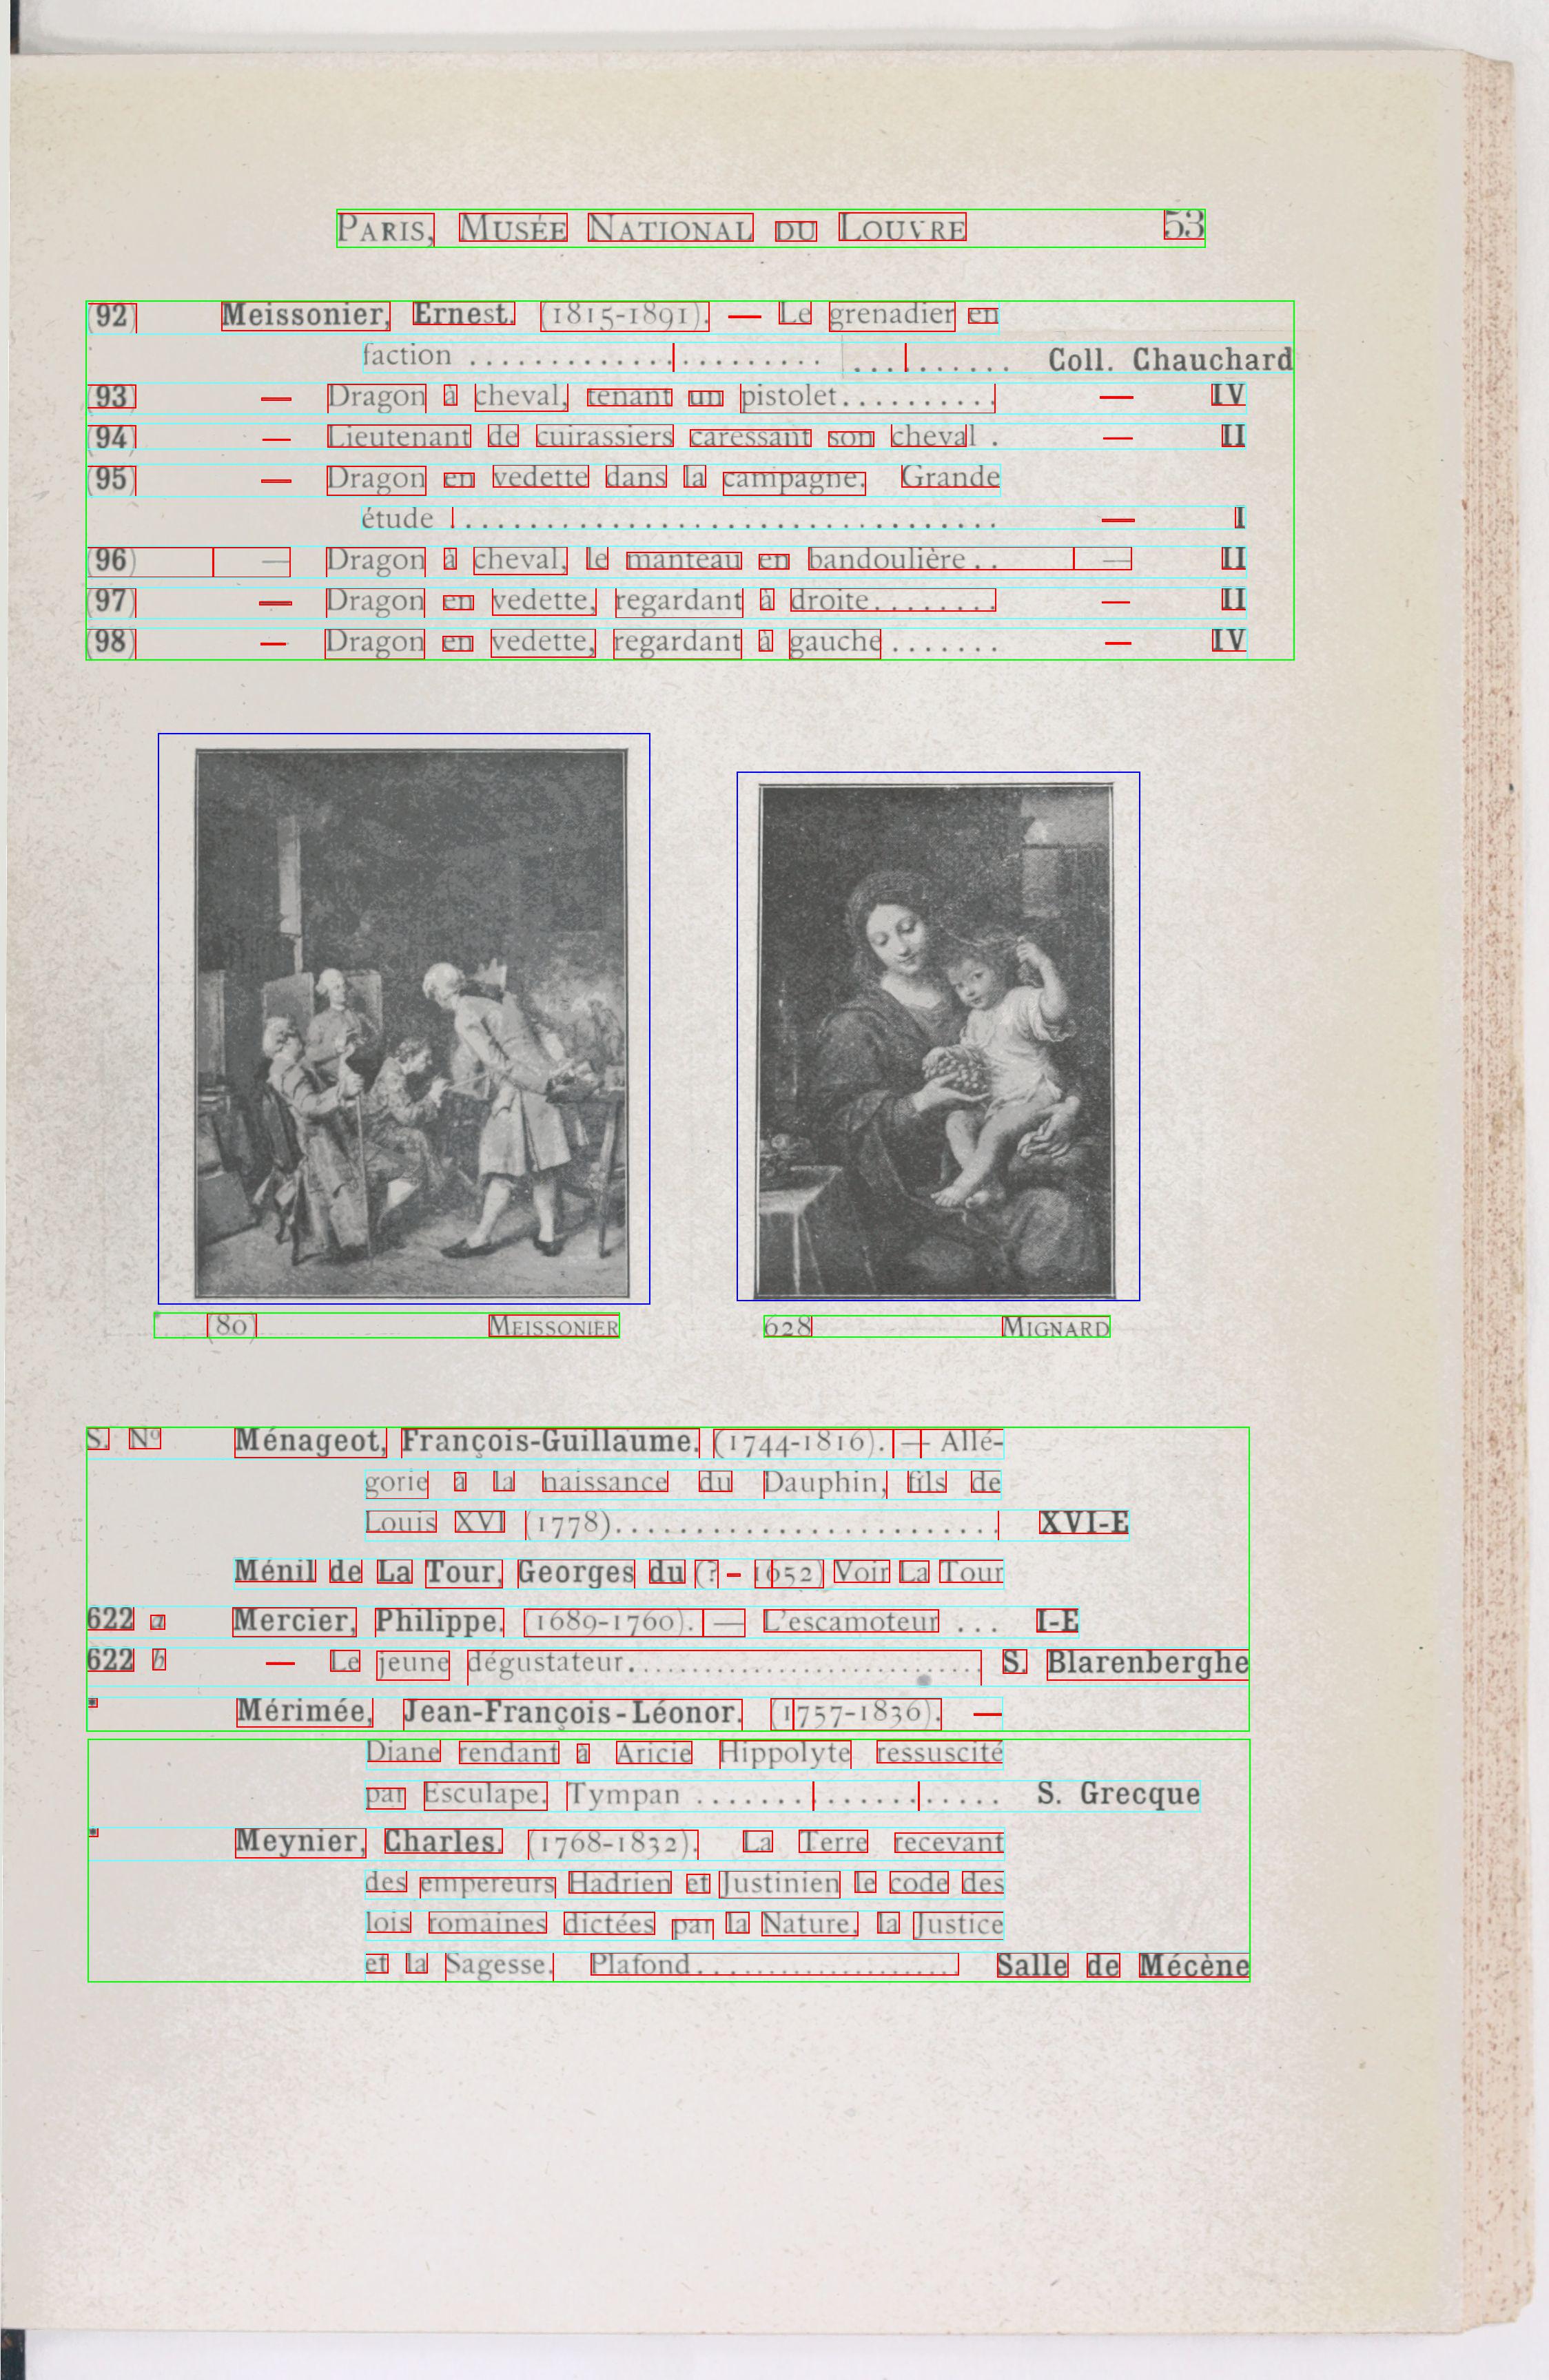 PARIS, MUSÉE NATIONAL DU LOUVRE 53
(92) Meissonier, Ernest. (1815-1891). — Le grenadier en
faction ................................ Coll. Chauchard
(93) — Dragon à cheval, tenant un pistolet.......... — IV
(94) — Lieutenant de cuirassiers caressant son cheval . — II
(95) — Dragon en vedette dans la campagne. Grande
étude .................................. — I
(96) — Dragon à cheval, le manteau en bandoulière .. — II
(97) — Dragon en vedette, regardant à droite........ — II
(98) — Dragon en vedette, regardant à gauche ....... — IV
(80) MEISSONIER 628 MIGNARD
S. Nº Ménageot, François-Guillaume. (1744-1816). — Allé-
gorie à la naissance du Dauphin, fils de
Louis XVI (1778)......................... XVI-E
Ménil de La Tour, Georges du (? - 1652) Voir La Tour
622 a Mercier, Philippe. (1689-1760). — L'escamoteur ... I-E
622 b — Le jeune dégustateur.............................. S. Blarenberghe
* Mérimée, Jean-François-Léonor. (1757-1836). —
Diane rendant à Aricie Hippolyte ressuscité
par Esculape. Tympan .................... S. Grecque
* Meynier, Charles. (1768-1832). La Terre recevant
des empereurs Hadrien et Justinien le code des
lois romaines dictées par la Nature, la Justice
et la Sagesse. Plafond..................... Salle de Mécène